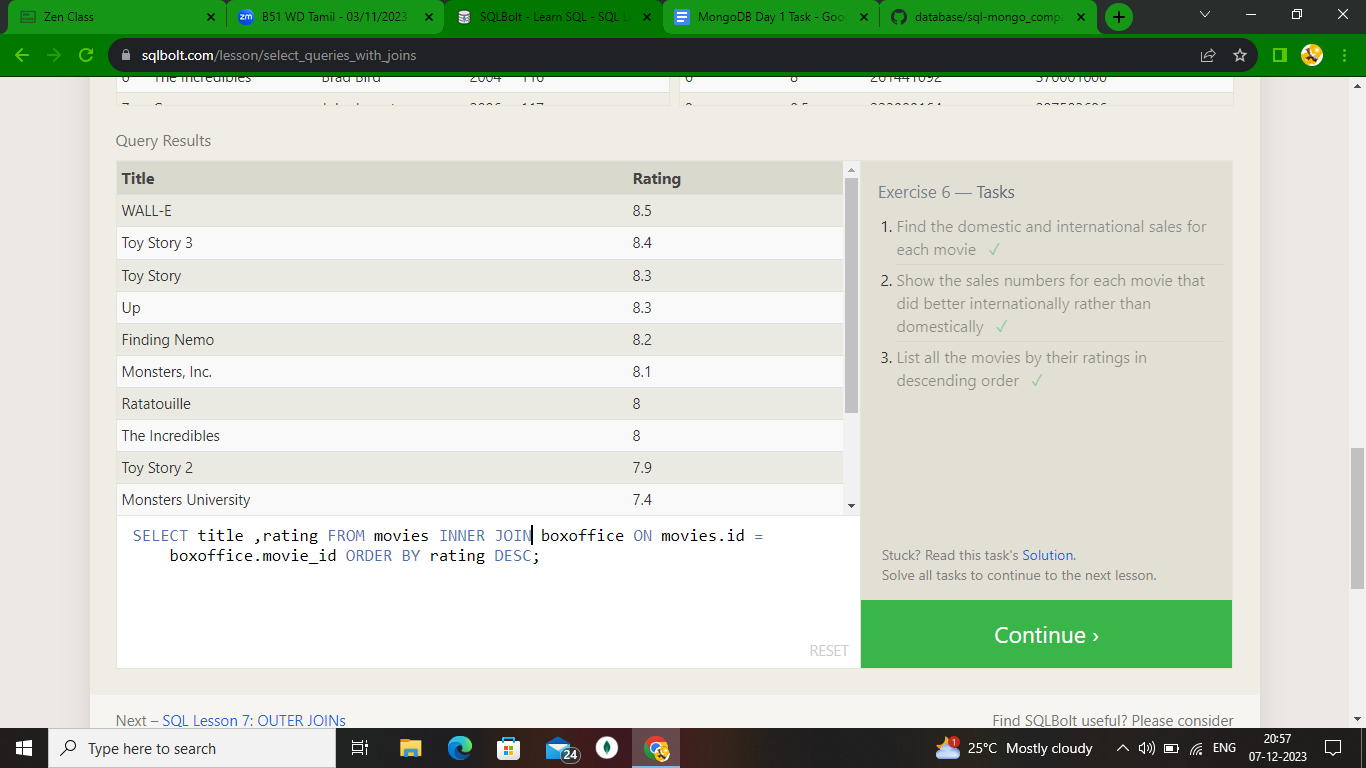 Zen Class
zm B51 WD Tamil - 03/11/2023
SQLBolt - Learn SQL - SQL L
MongoDB Day 1 Task - Goo
database/sql-mongo_comp
sqlbolt.com/lesson/select_queries_with_joins
6 The Incredibles Brad Bird 2004 116
6 8 261441092 370001000
Query Results
Title Rating
WALL-E 8.5
Toy Story 3 8.4
Toy Story 8.3
Up 8.3
Finding Nemo 8.2
Monsters, Inc. 8.1
Ratatouille 8
The Incredibles 8
Toy Story 2 7.9
Monsters University 7.4
SELECT title ,rating FROM movies INNER JOIN boxoffice ON movies.id =
boxoffice.movie_id ORDER BY rating DESC;
RESET
Exercise 6 — Tasks
1. Find the domestic and international sales for
each movie ✓
2. Show the sales numbers for each movie that
did better internationally rather than
domestically ✓
3. List all the movies by their ratings in
descending order ✓
Stuck? Read this task's Solution.
Solve all tasks to continue to the next lesson.
Continue ›
Next – SQL Lesson 7: OUTER JOINs
Find SQLBolt useful? Please consider
Type here to search
24
1
25°C Mostly cloudy
ENG
20:57
07-12-2023